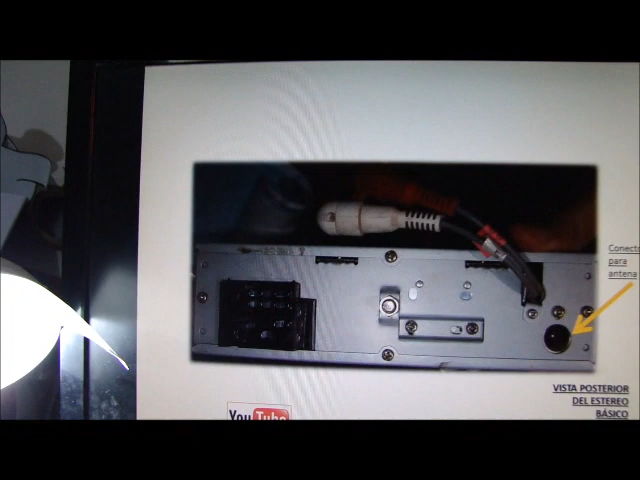 Conecto
para
antena
VISTA POSTERIOR
DEL ESTEREO
BÁSICO
YouTube